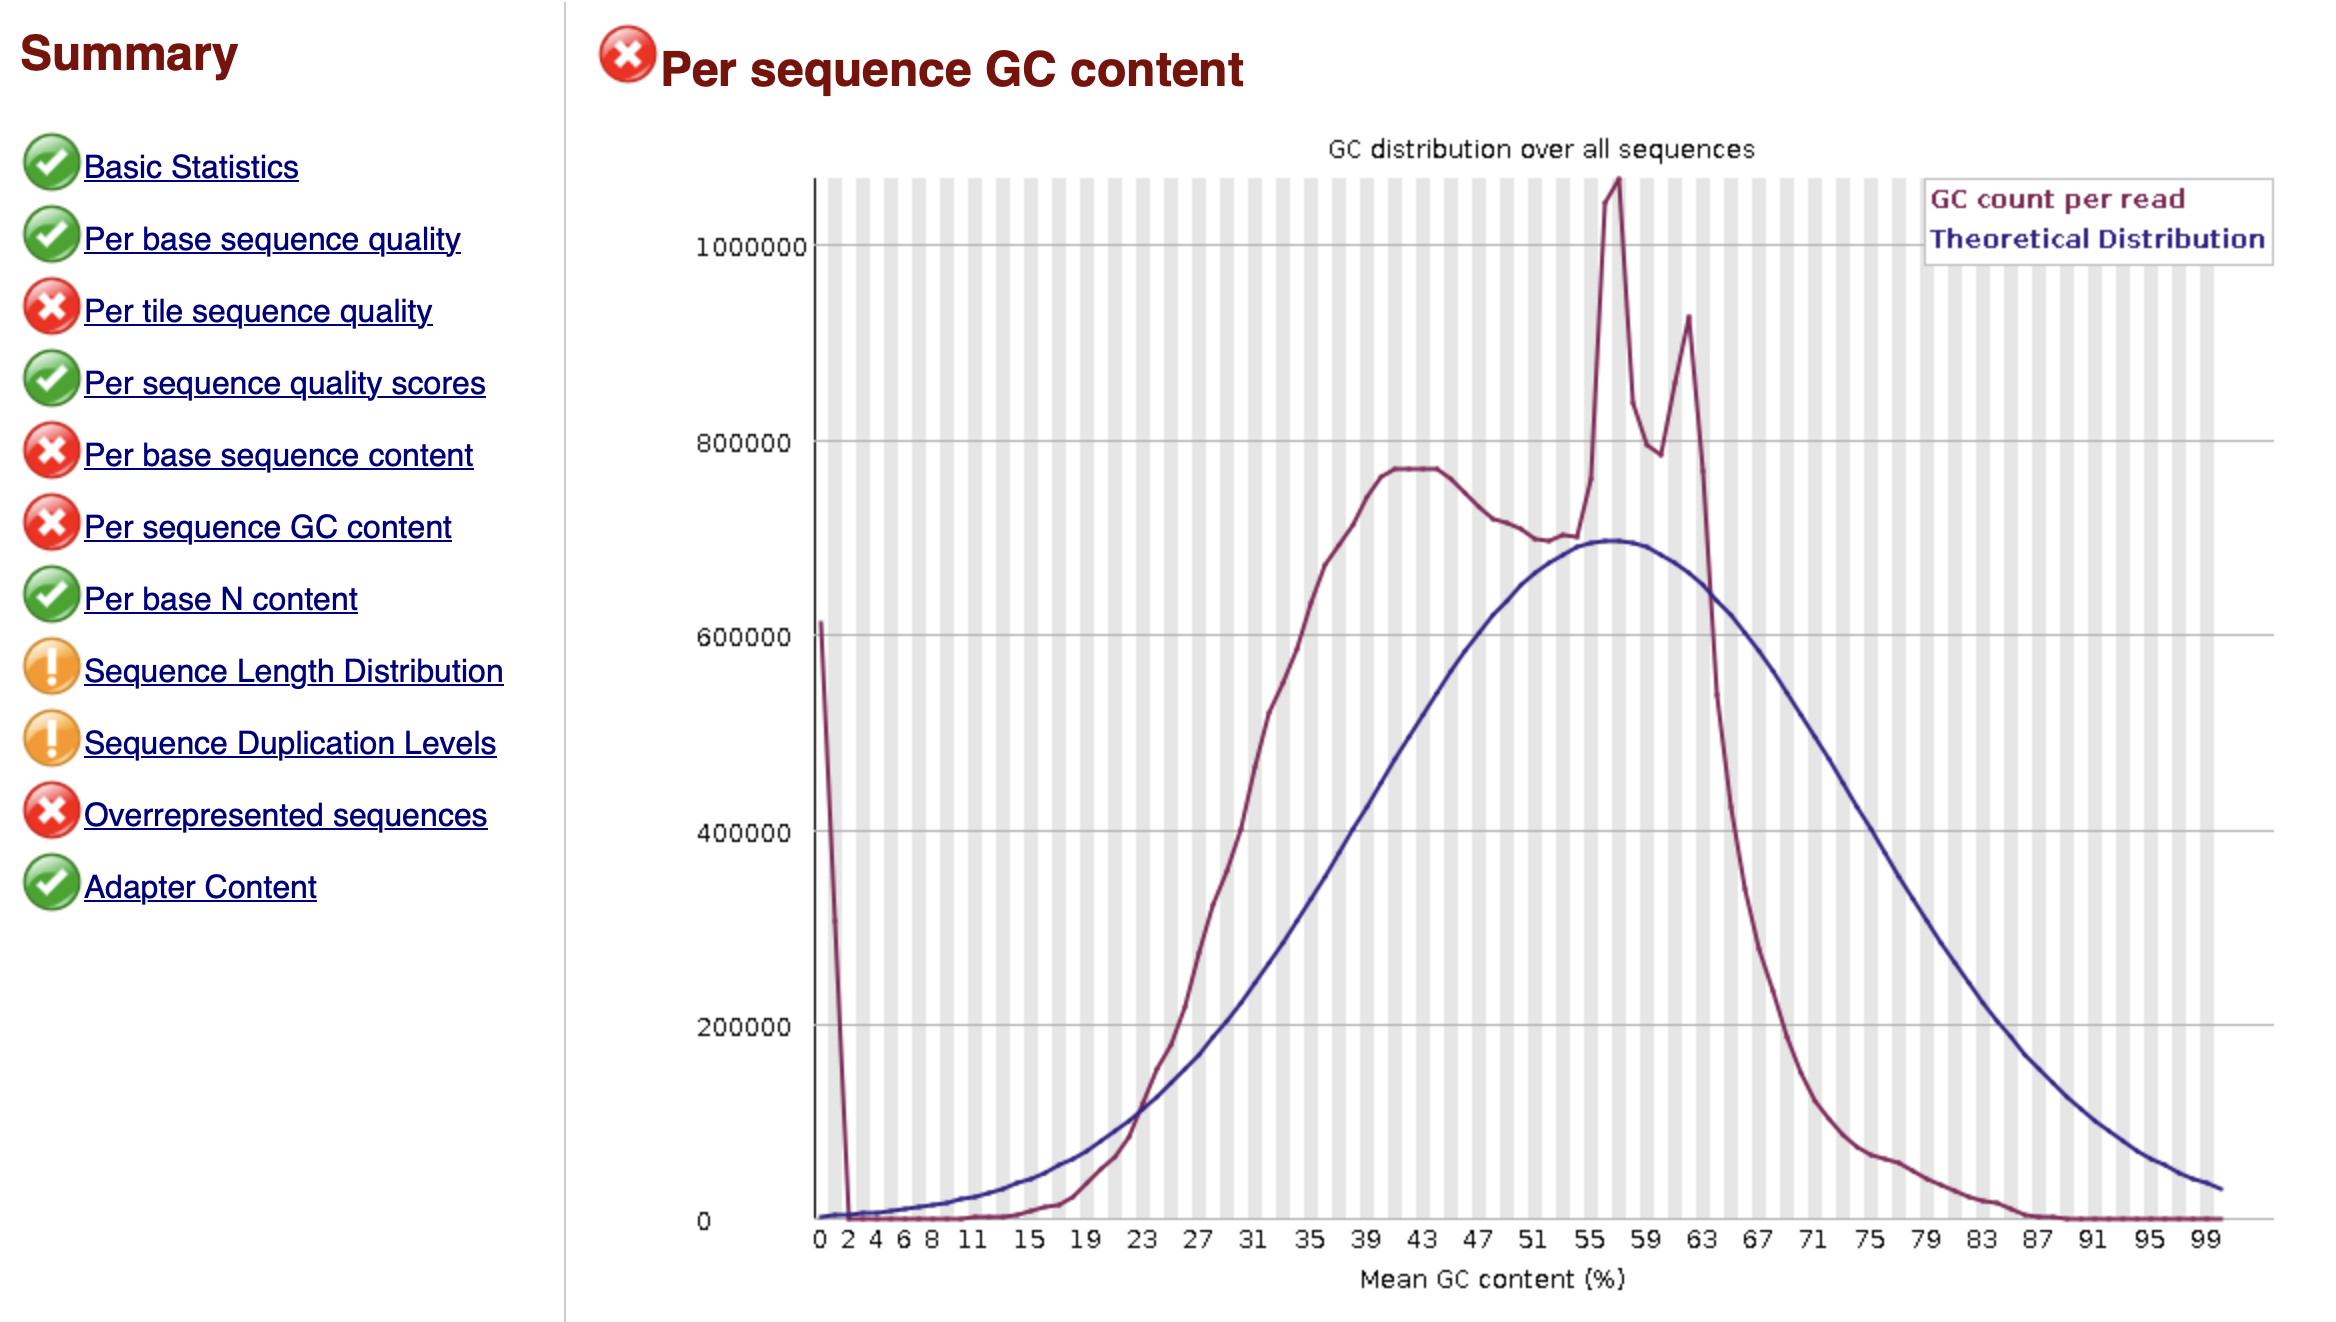 Summary
Basic Statistics
Per base sequence quality
Per tile sequence quality
Per sequence quality scores
Per base sequence content
Per sequence GC content
Per base N content
Sequence Length Distribution
Sequence Duplication Levels
Overrepresented sequences
Adapter Content
Per sequence GC content
GC distribution over all sequences
GC count per read
Theoretical Distribution
1000000
800000
600000
400000
200000
0
0 2 4 6 8 11 15 19 23 27 31 35 39 43 47 51 55 59 63 67 71 75 79 83 87 91 95 99
Mean GC content (%)